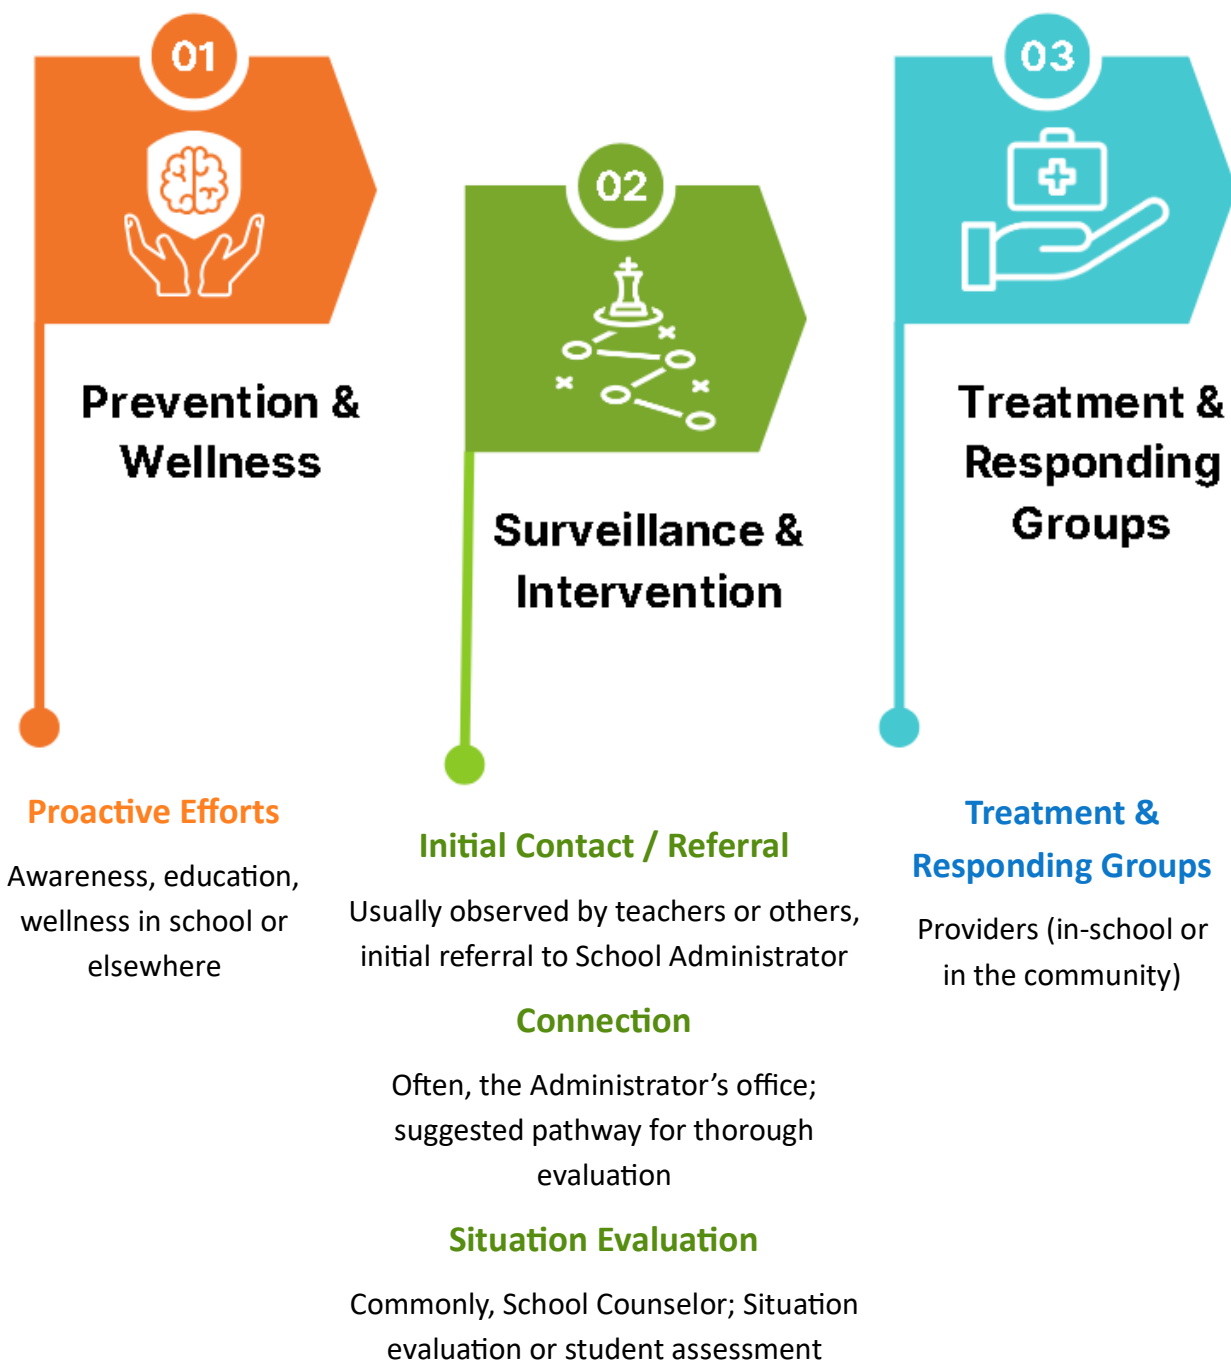 01
Prevention &
Wellness
Proactive Efforts
Awareness, education,
wellness in school or
elsewhere
02
Surveillance &
Intervention
Initial Contact / Referral
Usually observed by teachers or others,
initial referral to School Administrator
Connection
Often, the Administrator’s office;
suggested pathway for thorough
evaluation
Situation Evaluation
Commonly, School Counselor; Situation
evaluation or student assessment
03
Treatment &
Responding
Groups
Treatment &
Responding Groups
Providers (in-school or
in the community)